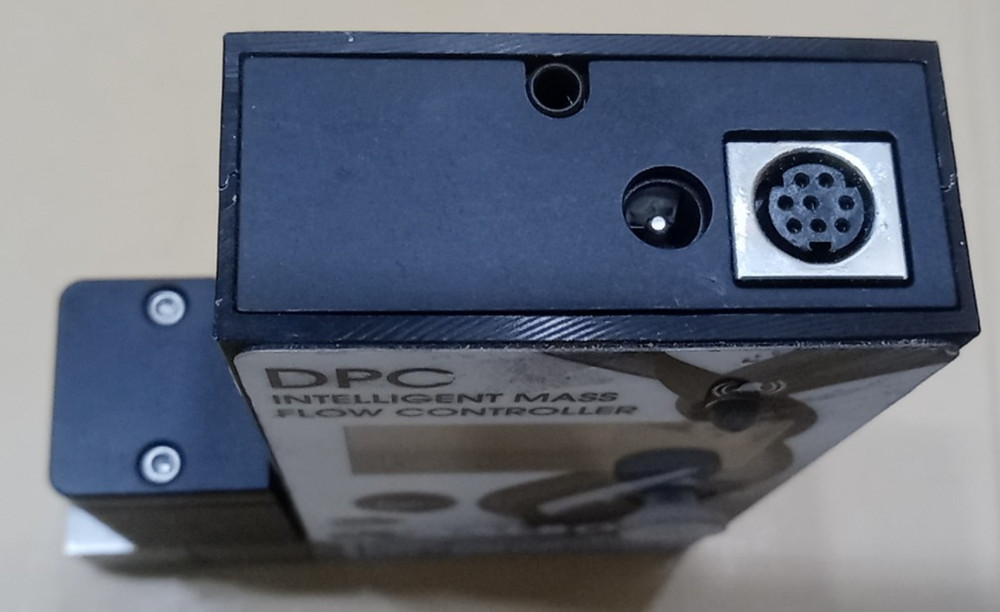 DPC
INTELLIGENT MASS
FLOW CONTROLLER